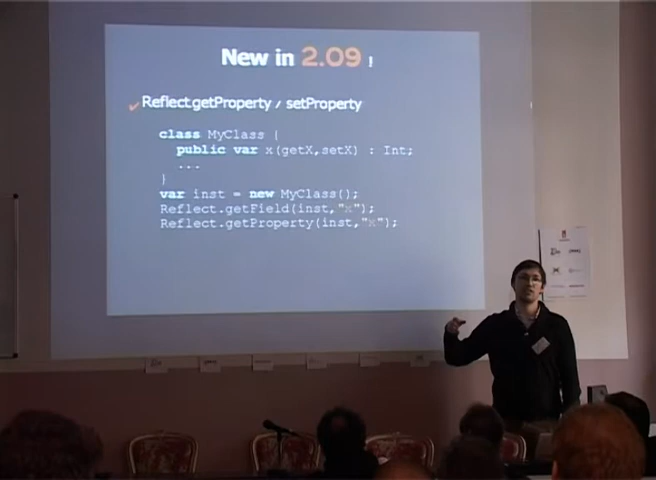 New in 2.09 !
Reflect.getProperty / setProperty
class MyClass {
public var x(getX,setX) : Int;
...
}
var inst = new MyClass();
Reflect.getField(inst,"x");
Reflect.getProperty(inst,"x");